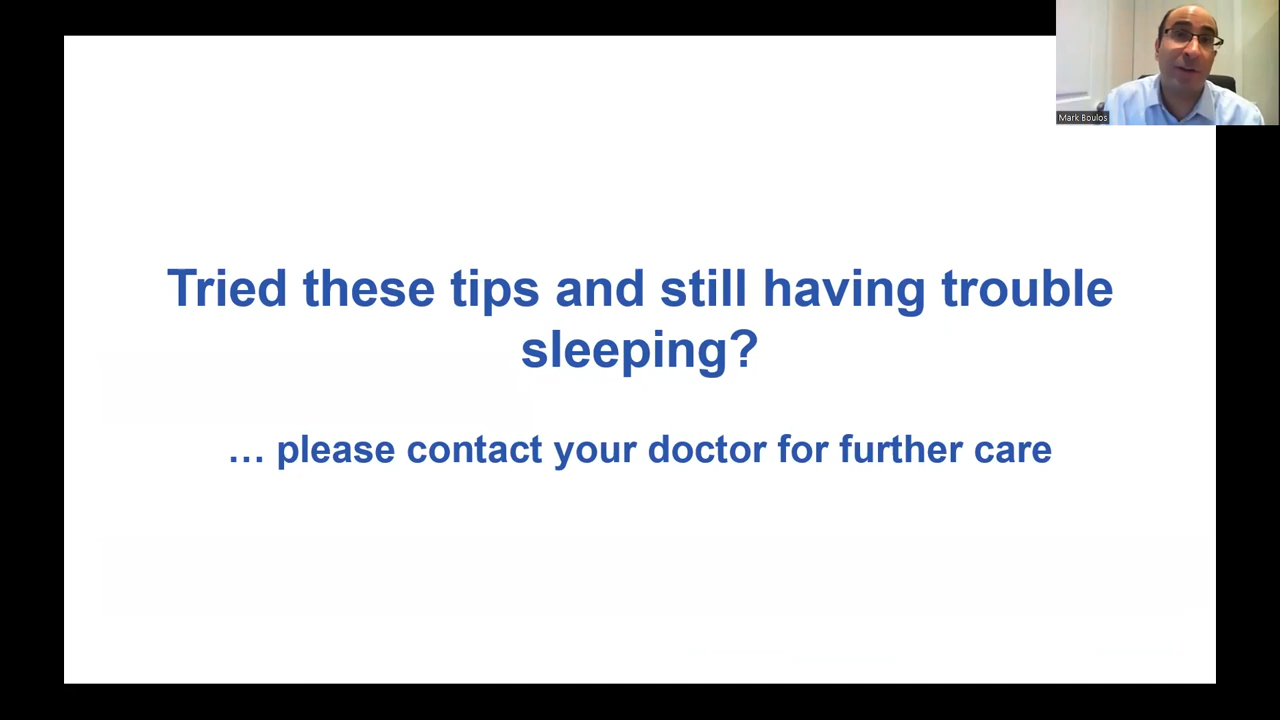 Mark Boulos
Tried these tips and still having trouble
sleeping?
… please contact your doctor for further care